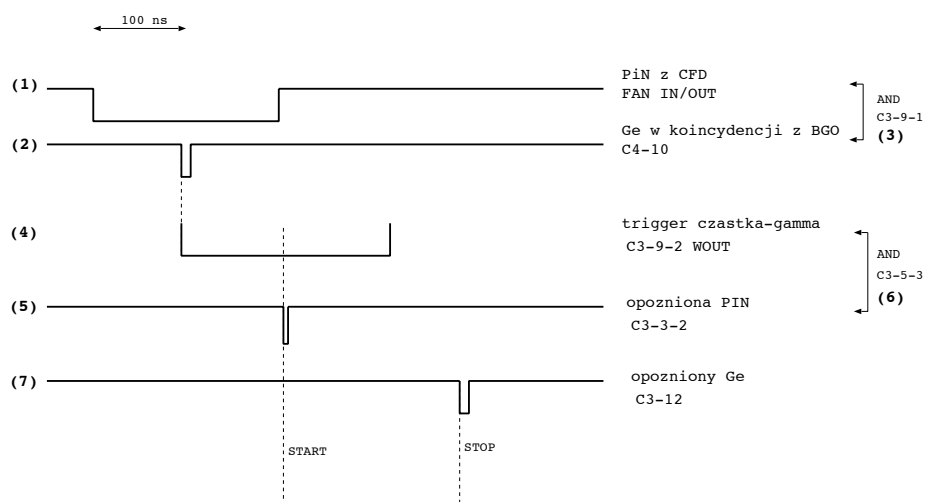 100 ns
(1)
PiN z CFD
FAN IN/OUT
AND
C3-9-1
(3)
(2)
Ge w koincydencji z BGO
C4-10
(4)
trigger czastka-gamma
C3-9-2 WOUT
AND
C3-5-3
(6)
(5)
opozniona PIN
C3-3-2
(7)
opozniony Ge
C3-12
START
STOP